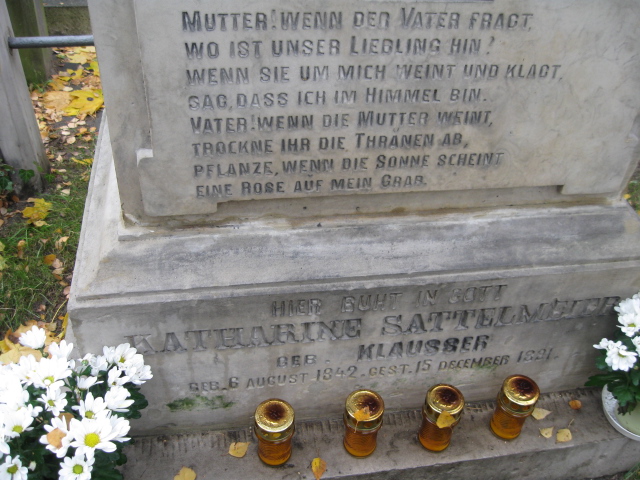 MUTTER! WENN DER VATER FRAGT,
WO IST UNSER LIEBLING HIN!
WENN SIE UM MICH WEINT UND KLAGT,
SAG, DASS ICH IM HIMMEL BIN.
VATER! WENN DIE MUTTER WEINT,
TROCKNE IHR DIE THRÄNEN AB,
PFLANZE, WENN DIE SONNE SCHEINT
EINE ROSE AUF MEIN GRAB.
HIER RUHT IN GOTT
KATHARINE SATTELMEIER
GEB. KLAUSSER
GEB. 6 AUGUST 1842. GEST. 15 DECEMBER 1891.